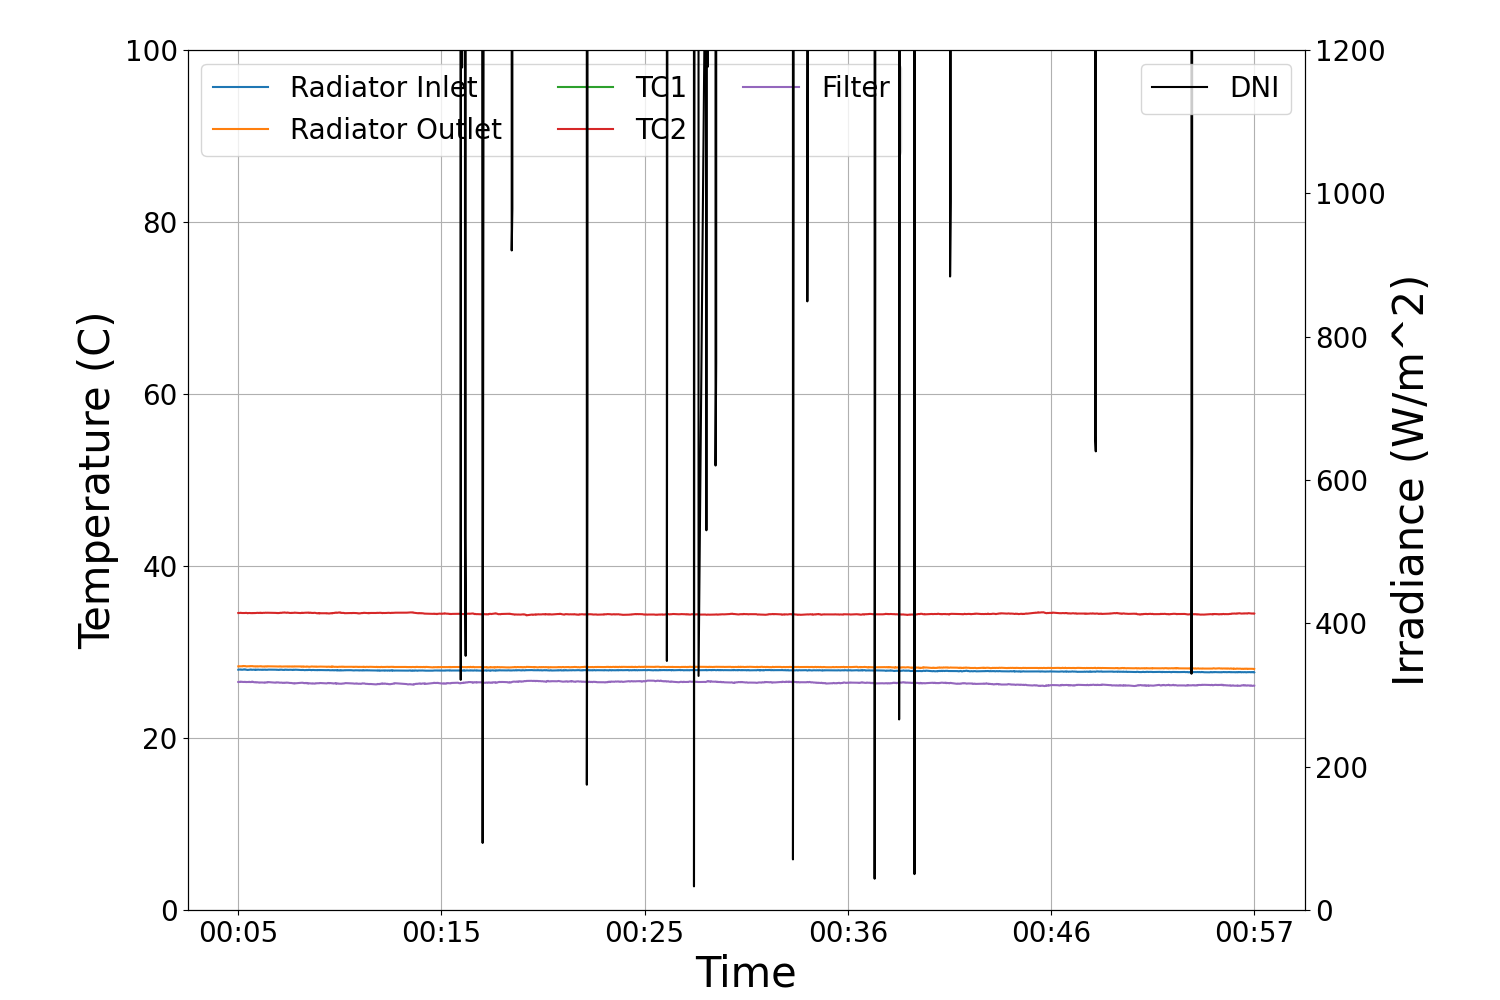 100
80
60
40
20
0
Temperature (C)
Radiator Inlet
Radiator Outlet
TC1
TC2
Filter
DNI
1200
1000
800
600
400
200
0
Irradiance (W/m^2)
00:05 00:15 00:25 00:36 00:46 00:57
Time